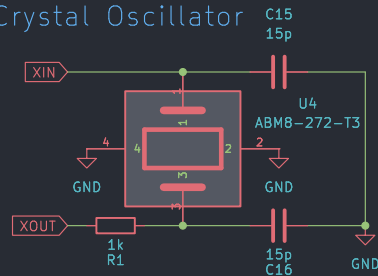 Crystal Oscillator
C15
15p
XIN
U4
ABM8-272-T3
1
1
4
4
2
2
GND
GND
3
3
XOUT
1k
R1
15p
C16
GND